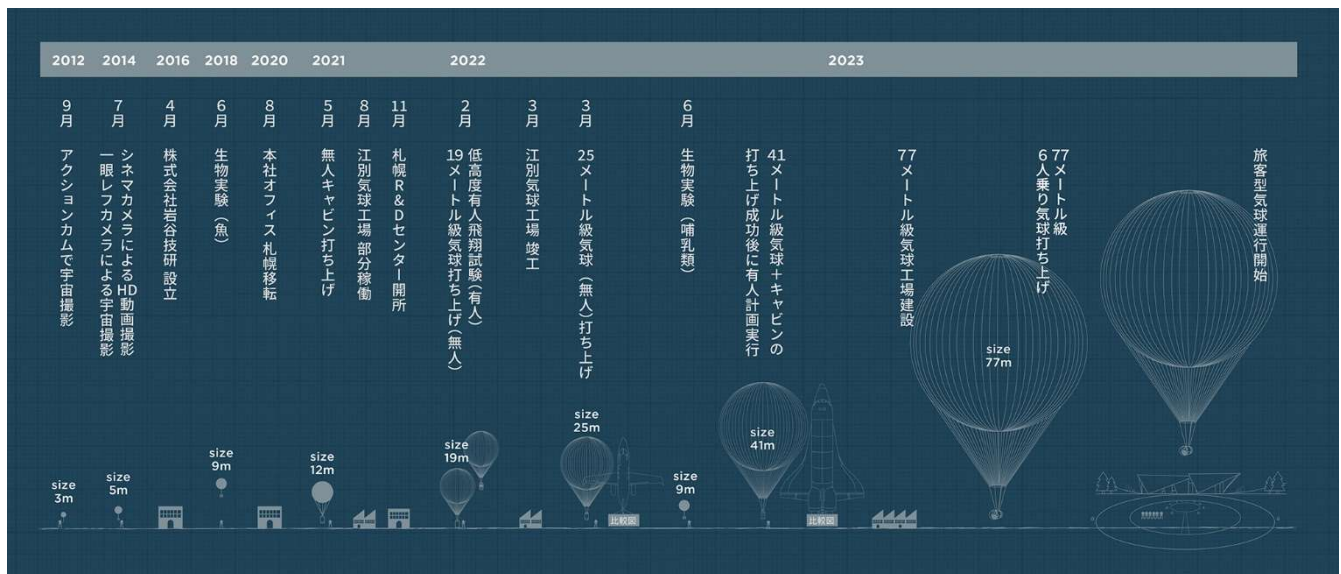 2012
2014
2016
2018
2020
2021
2022
2023
9月
アクションカムで宇宙撮影
7月
シネマカメラによるHD動画撮影
一眼レフカメラによる宇宙撮影
4月
株式会社岩谷技研 設立
6月
生物実験（魚）
8月
本社オフィス 札幌移転
5月
無人キャビン打ち上げ
8月
江別気球工場 部分稼働
11月
札幌R&Dセンター開所
2月
低高度有人飛翔試験（有人）
19メートル級気球打ち上げ（無人）
3月
江別気球工場 竣工
3月
25メートル級気球（無人）打ち上げ
6月
生物実験（哺乳類）
41メートル級気球＋キャビンの
打ち上げ成功後に有人計画実行
77メートル級気球工場建設
77メートル級
6人乗り気球打ち上げ
旅客型気球運行開始
size
3m
size
5m
size
9m
size
12m
size
19m
size
25m
比較図
size
9m
size
41m
比較図
size
77m